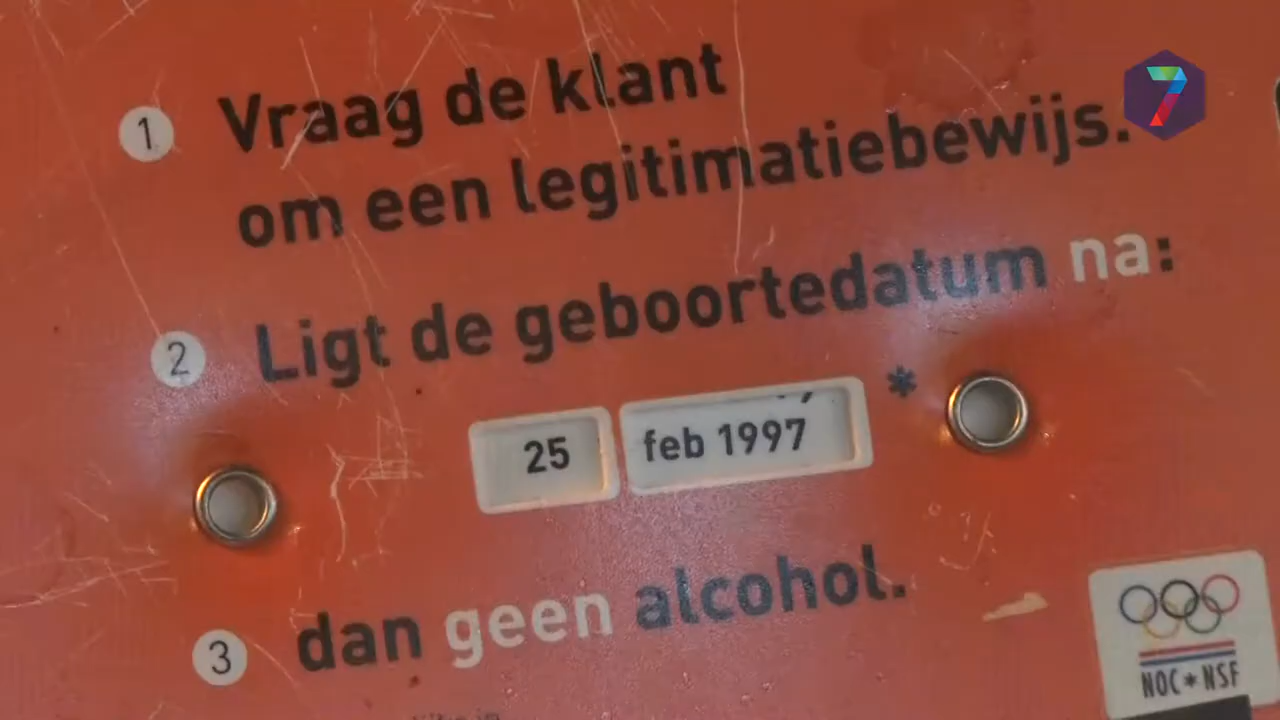 7
1 Vraag de klant
om een legitimatiebewijs.
2 Ligt de geboortedatum na:
25 feb 1997 *
3 dan geen alcohol.
NOC*NSF